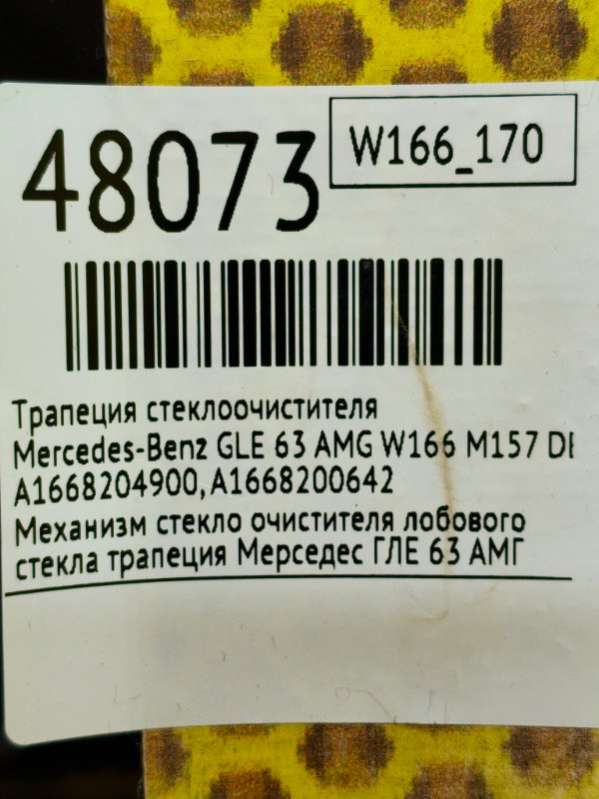 48073
W166_170
Трапеция стеклоочистителя
Mercedes-Benz GLE 63 AMG W166 M157
A1668204900, A1668200642
Механизм стекло очистителя лобового
стекла трапеция Мерседес ГЛЕ 63 АМГ